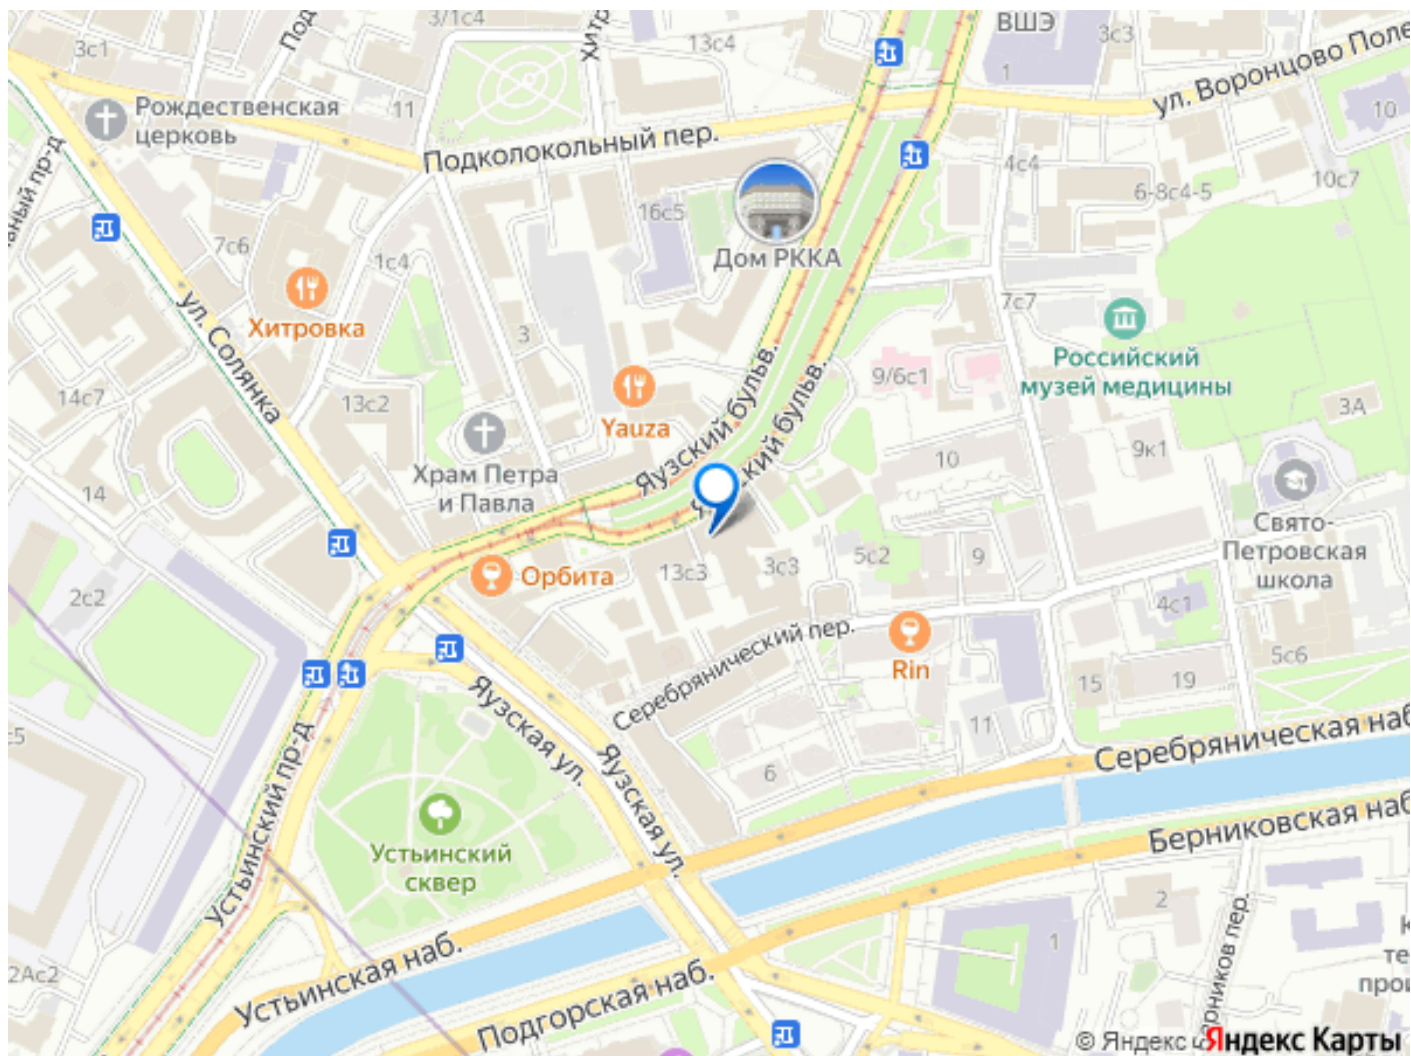 3/1с4
ВШЭ
3с3
3с1
13с4
1
ул. Воронцово Поле
Рождественская
церковь
11
10
Подколокольный пер.
4с4
6-8с4-5
10с7
16с5
7с6
1с4
Дом РККА
7с7
Хитровка
ул. Солянка
3
Российский
музей медицины
9/6с1
14с7
13с2
3А
Yauza
Яузский бульв.
9к1
10
Храм Петра
и Павла
14
Свято-
Петровская
школа
Орбита
13с3
3с3
5с2
9
2с2
4с1
Серебрянический пер.
Rin
5с6
15
19
Яузская ул.
11
Яузская ул.
6
Серебряническая наб
с5
Устьинский пр-д
Устьинский
сквер
Берниковская наб
2
1
2Ас2
Устьинская наб.
Подгорская наб.
© Яндекс
Яндекс Карты